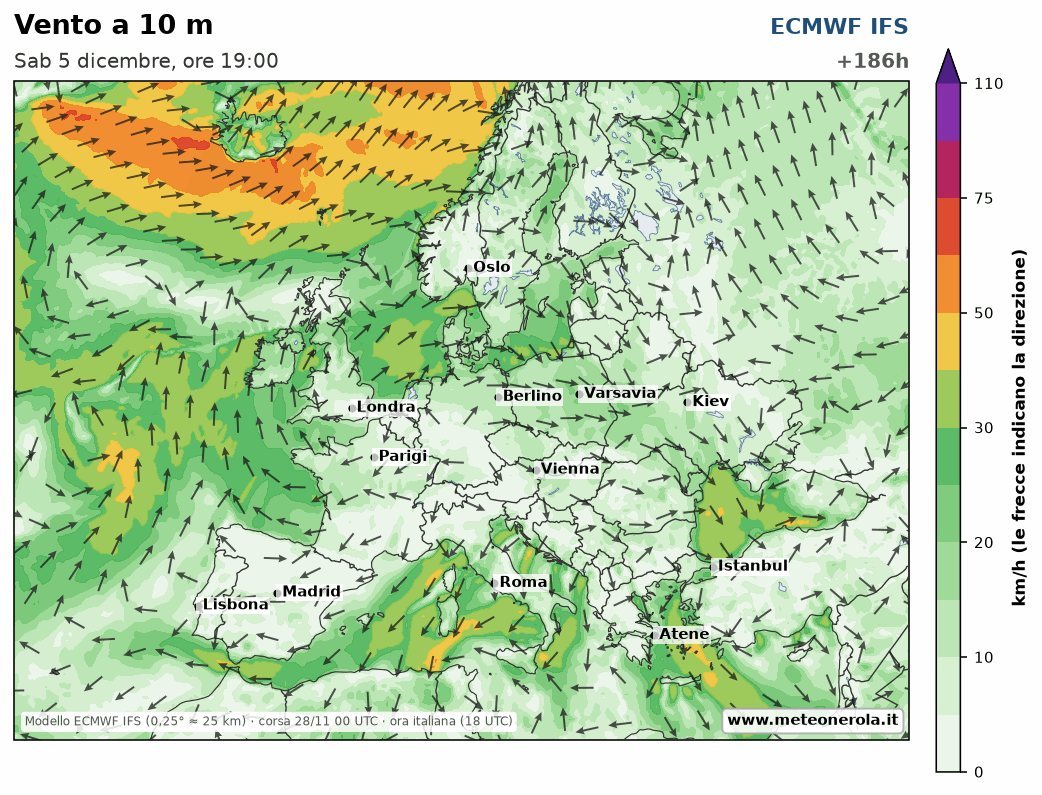 Vento a 10 m
ECMWF IFS
Sab 5 dicembre, ore 19:00
+186h
110
75
50
30
20
10
0
km/h (le frecce indicano la direzione)
Oslo
Berlino
Varsavia
Kiev
Londra
Parigi
Vienna
Istanbul
Roma
Madrid
Lisbona
Atene
Modello ECMWF IFS (0,25° ≈ 25 km) · corsa 28/11 00 UTC · ora italiana (18 UTC)
www.meteonerola.it